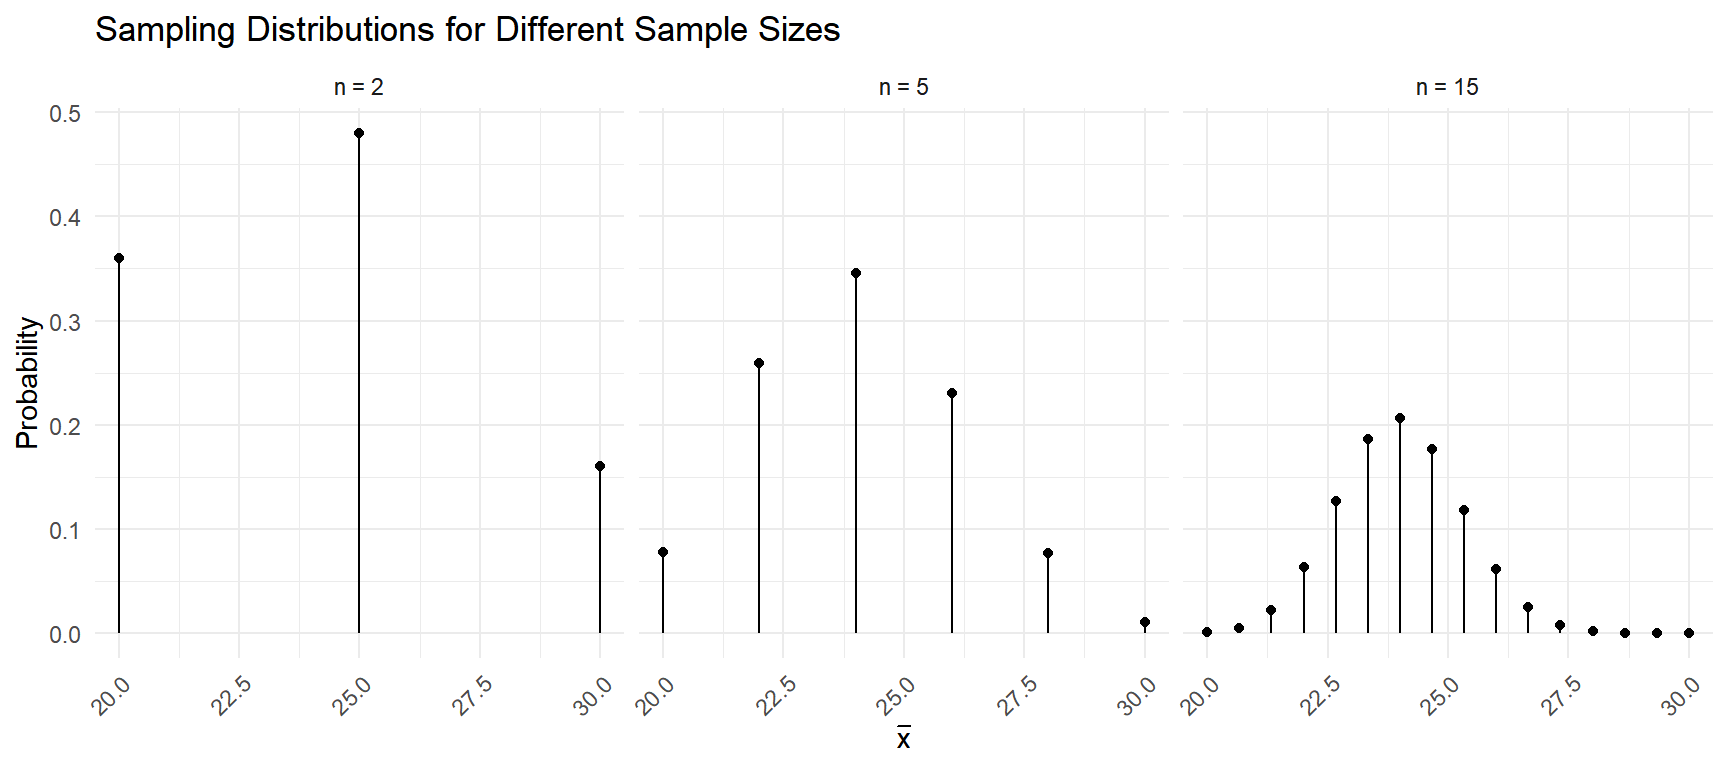 Sampling Distributions for Different Sample Sizes
n = 2 n = 5 n = 15
0.5
0.4
0.3
0.2
0.1
0.0
Probability
20.0 22.5 25.0 27.5 30.0 20.0 22.5 25.0 27.5 30.0 20.0 22.5 25.0 27.5 30.0
x̅